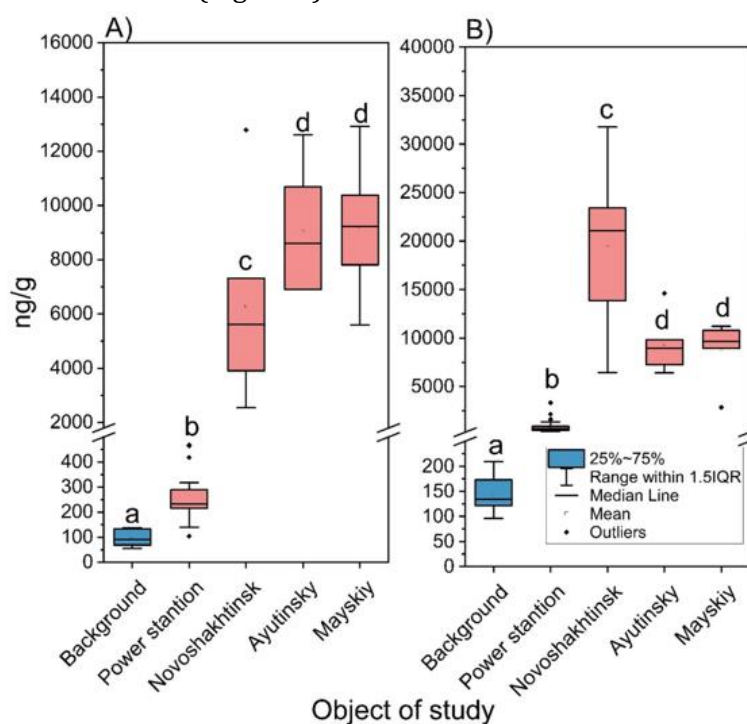 A)
16000
14000
12000
10000
8000
6000
4000
2000
400
300
200
100
0
ng/g
a
b
c
d
d
Background
Power stantion
Novoshakhtinsk
Ayutinsky
Mayskiy
B)
40000
35000
30000
25000
20000
15000
10000
5000
200
150
100
50
0
a
b
c
d
d
25%~75%
Range within 1.5IQR
Median Line
Mean
Outliers
Background
Power stantion
Novoshakhtinsk
Ayutinsky
Mayskiy
Object of study